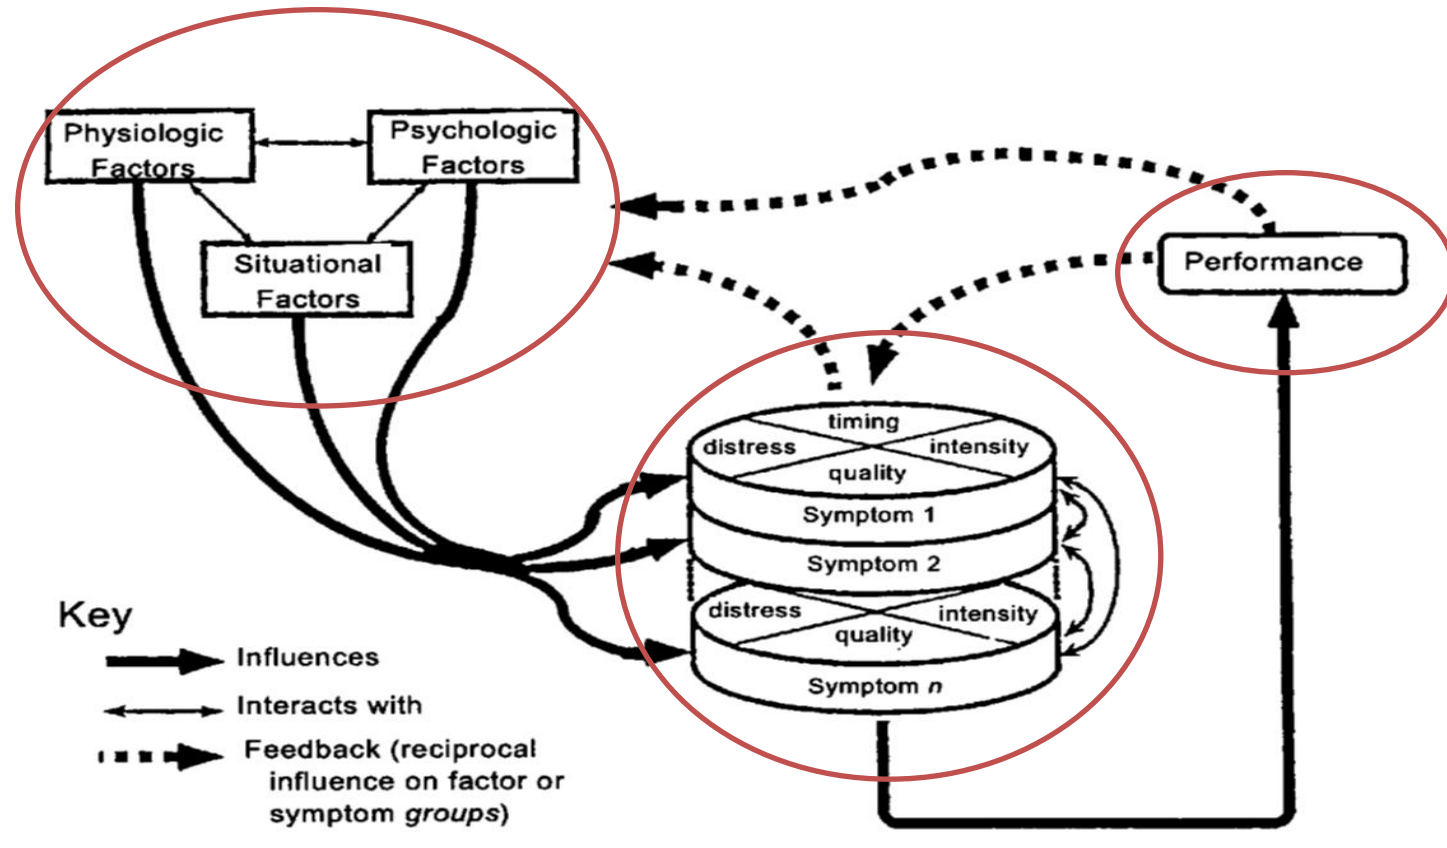 Physiologic
Factors
Psychologic
Factors
Situational
Factors
Performance
timing
distress
intensity
quality
Symptom 1
Symptom 2
distress
intensity
quality
Symptom n
Key
Influences
Interacts with
Feedback (reciprocal
influence on factor or
symptom groups)